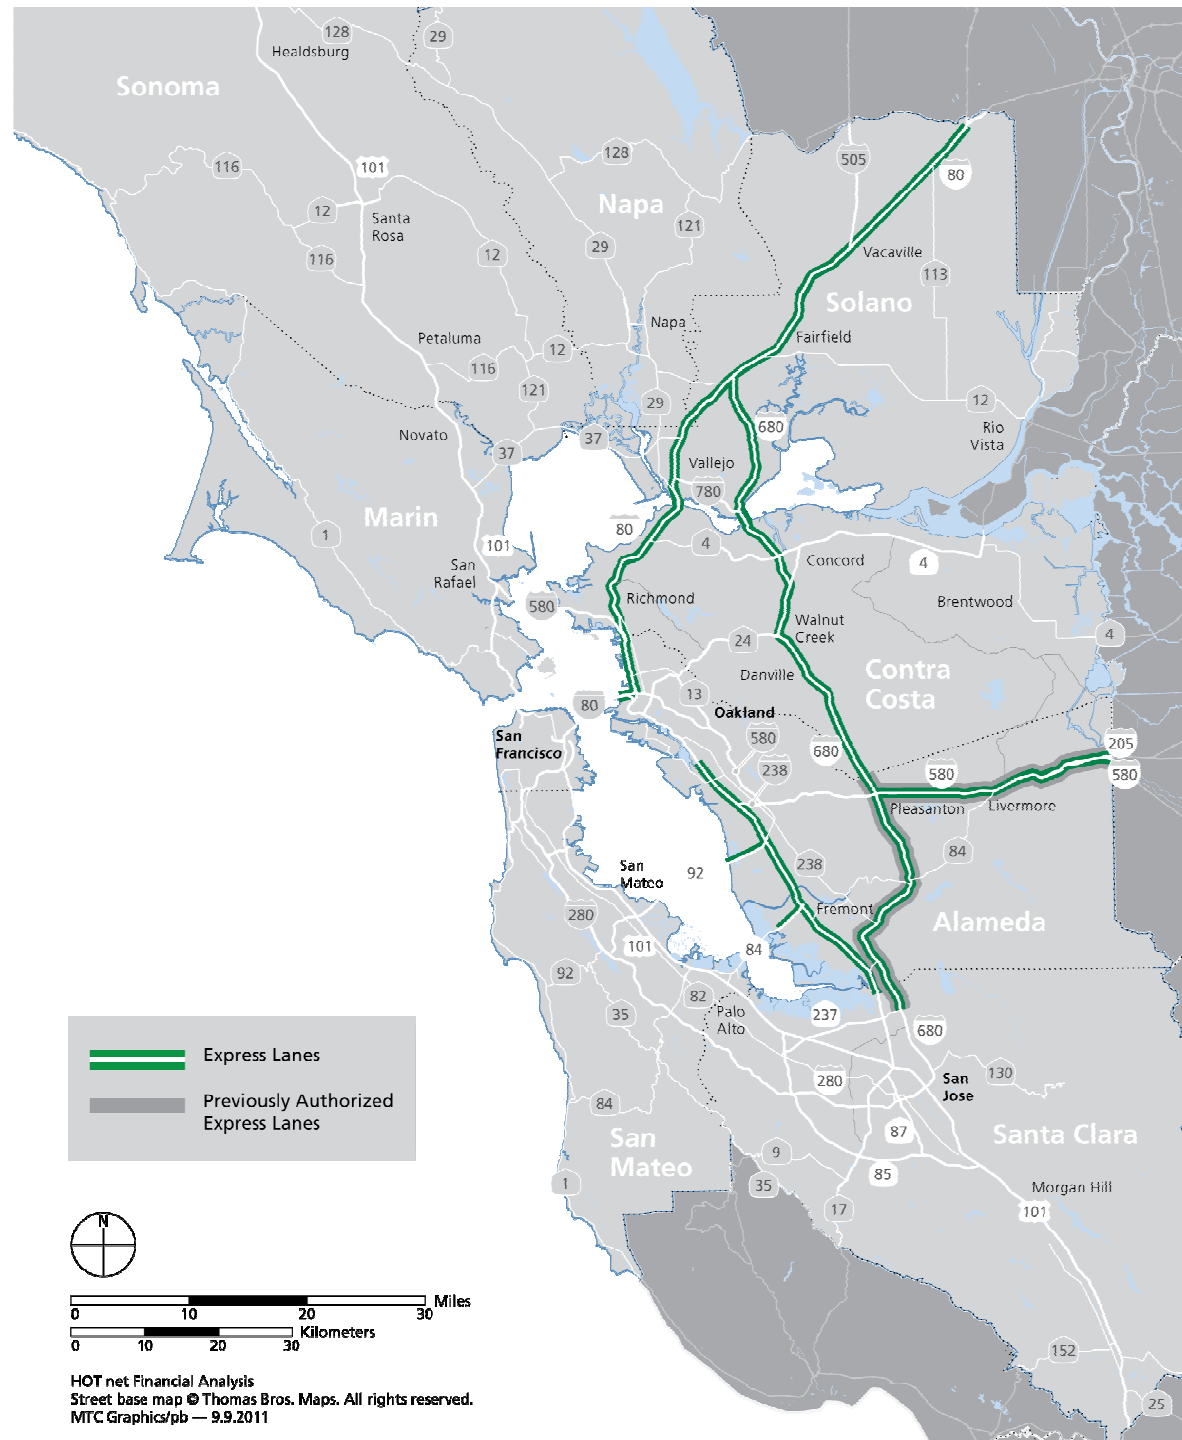 128
29
Healdsburg
Sonoma
116
101
128
505
80
Napa
12
Santa
Rosa
121
116
12
29
Vacaville
113
Solano
Napa
Petaluma
Fairfield
12
116
121
29
12
680
Rio
Vista
Novato
37
37
Vallejo
780
Marin
1
101
80
4
Concord
4
San
Rafael
580
Richmond
Brentwood
Walnut
Creek
24
4
Danville
Contra
Costa
13
80
Oakland
San
Francisco
580
680
205
238
580
580
Pleasanton
Livermore
84
238
San
Mateo
92
280
Fremont
Alameda
101
84
92
82
35
Palo
Alto
237
680
280
San
Jose
130
84
87
Santa Clara
San
Mateo
9
85
35
1
17
Morgan Hill
101
152
25
Express Lanes
Previously Authorized
Express Lanes
N
Miles
0 10 20 30
Kilometers
0 10 20 30
HOT net Financial Analysis
Street base map © Thomas Bros. Maps. All rights reserved.
MTC Graphics/pb — 9.9.2011